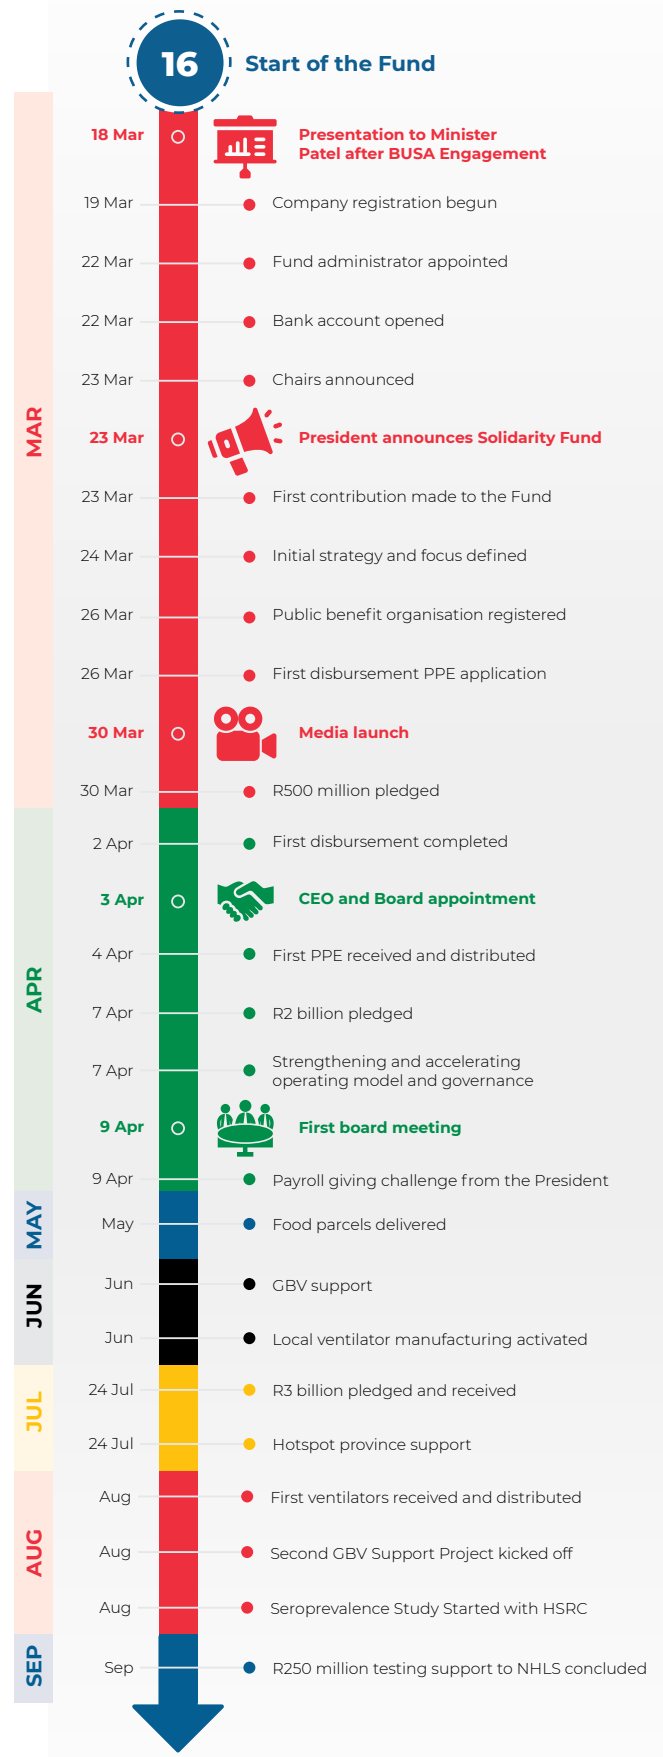 16
Start of the Fund
MAR
18 Mar
Presentation to Minister
Patel after BUSA Engagement
19 Mar
Company registration begun
22 Mar
Fund administrator appointed
22 Mar
Bank account opened
23 Mar
Chairs announced
23 Mar
President announces Solidarity Fund
23 Mar
First contribution made to the Fund
24 Mar
Initial strategy and focus defined
26 Mar
Public benefit organisation registered
26 Mar
First disbursement PPE application
30 Mar
Media launch
30 Mar
R500 million pledged
APR
2 Apr
First disbursement completed
3 Apr
CEO and Board appointment
4 Apr
First PPE received and distributed
7 Apr
R2 billion pledged
7 Apr
Strengthening and accelerating
operating model and governance
9 Apr
First board meeting
9 Apr
Payroll giving challenge from the President
MAY
May
Food parcels delivered
JUN
Jun
GBV support
Jun
Local ventilator manufacturing activated
JUL
24 Jul
R3 billion pledged and received
24 Jul
Hotspot province support
AUG
Aug
First ventilators received and distributed
Aug
Second GBV Support Project kicked off
Aug
Seroprevalence Study Started with HSRC
SEP
Sep
R250 million testing support to NHLS concluded